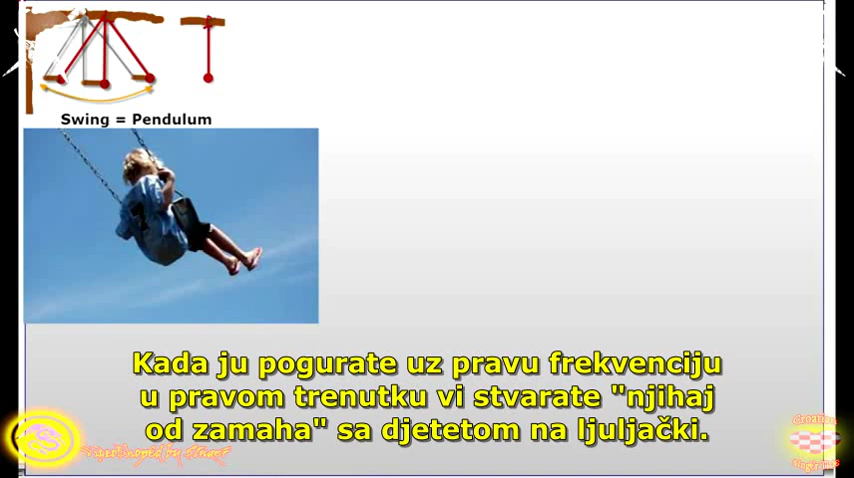 Swing = Pendulum
Kada ju pogurate uz pravu frekvenciju
u pravom trenutku vi stvarate "njihaj
od zamaha" sa djetetom na ljuljački.
Croation